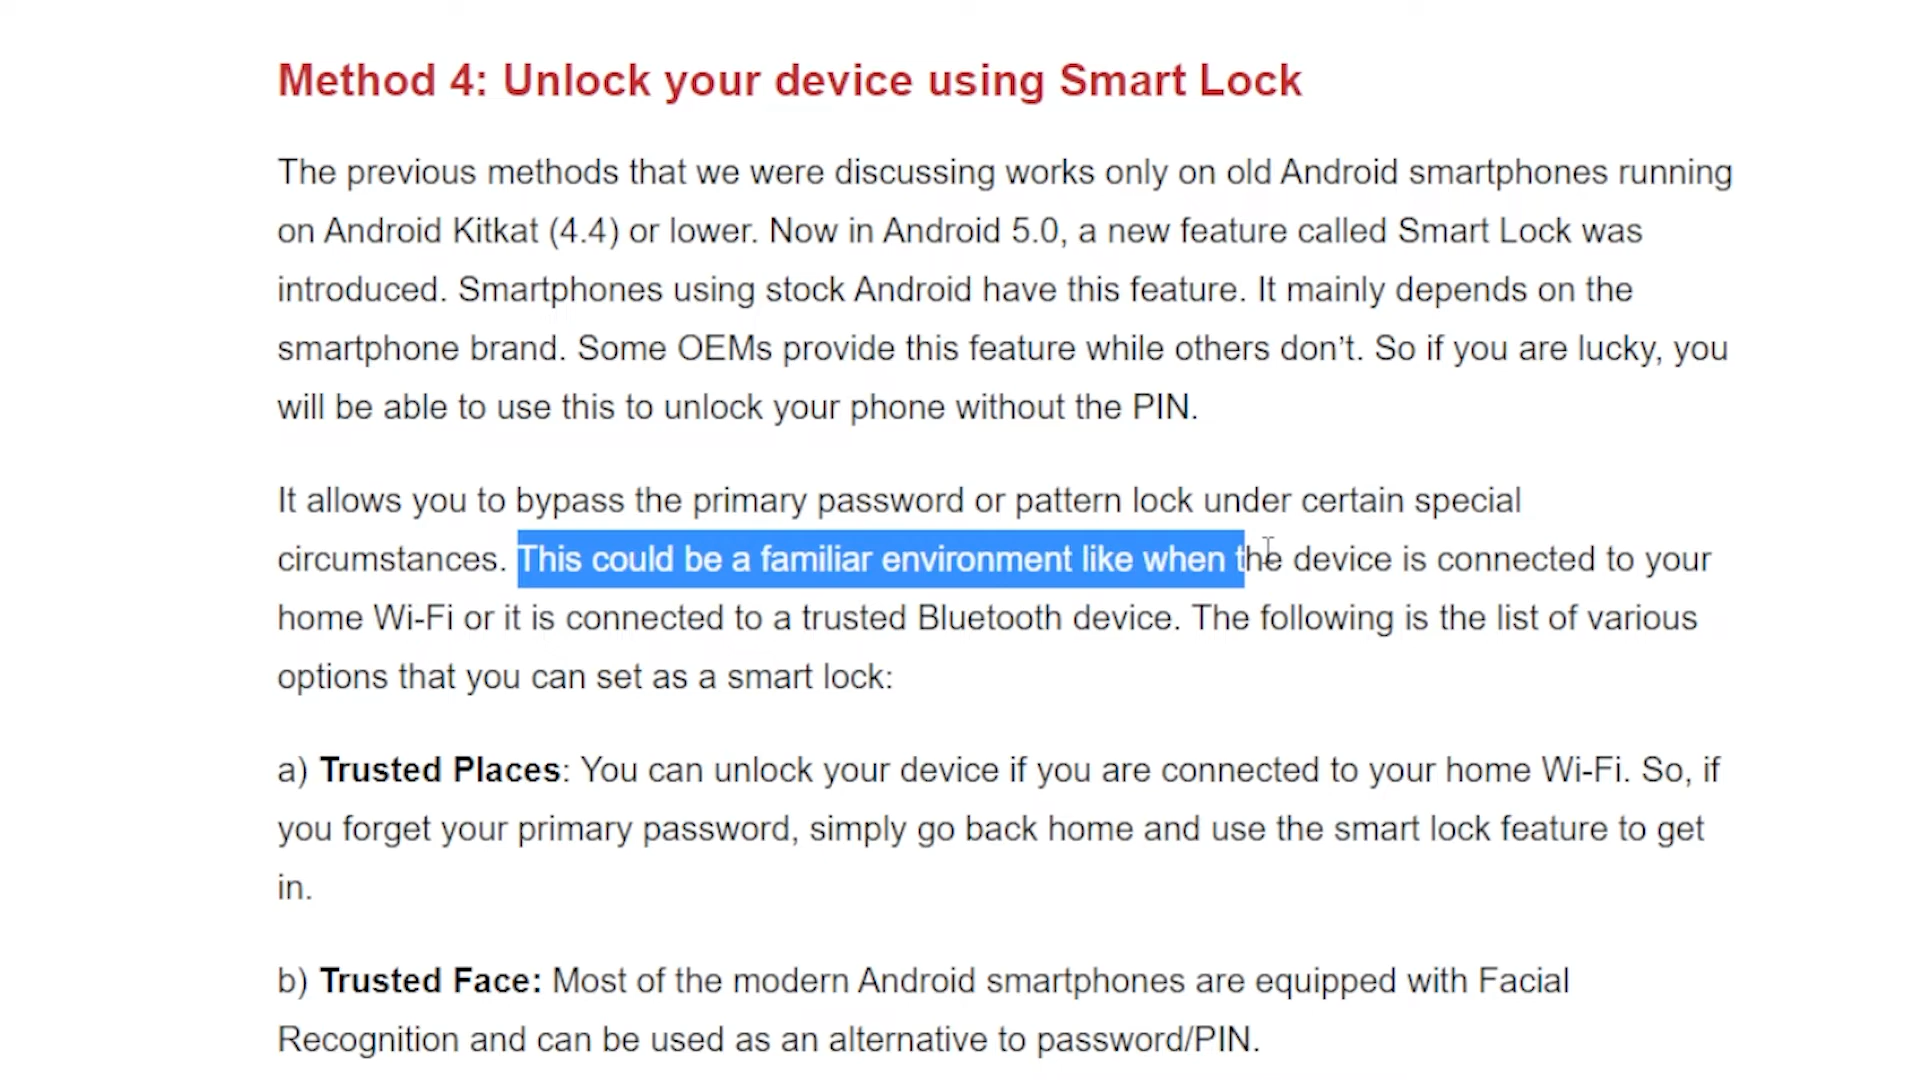 Method 4: Unlock your device using Smart Lock
The previous methods that we were discussing works only on old Android smartphones running
on Android Kitkat (4.4) or lower. Now in Android 5.0, a new feature called Smart Lock was
introduced. Smartphones using stock Android have this feature. It mainly depends on the
smartphone brand. Some OEMs provide this feature while others don’t. So if you are lucky, you
will be able to use this to unlock your phone without the PIN.
It allows you to bypass the primary password or pattern lock under certain special
circumstances. This could be a familiar environment like when the device is connected to your
home Wi-Fi or it is connected to a trusted Bluetooth device. The following is the list of various
options that you can set as a smart lock:
a) Trusted Places: You can unlock your device if you are connected to your home Wi-Fi. So, if
you forget your primary password, simply go back home and use the smart lock feature to get
in.
b) Trusted Face: Most of the modern Android smartphones are equipped with Facial
Recognition and can be used as an alternative to password/PIN.